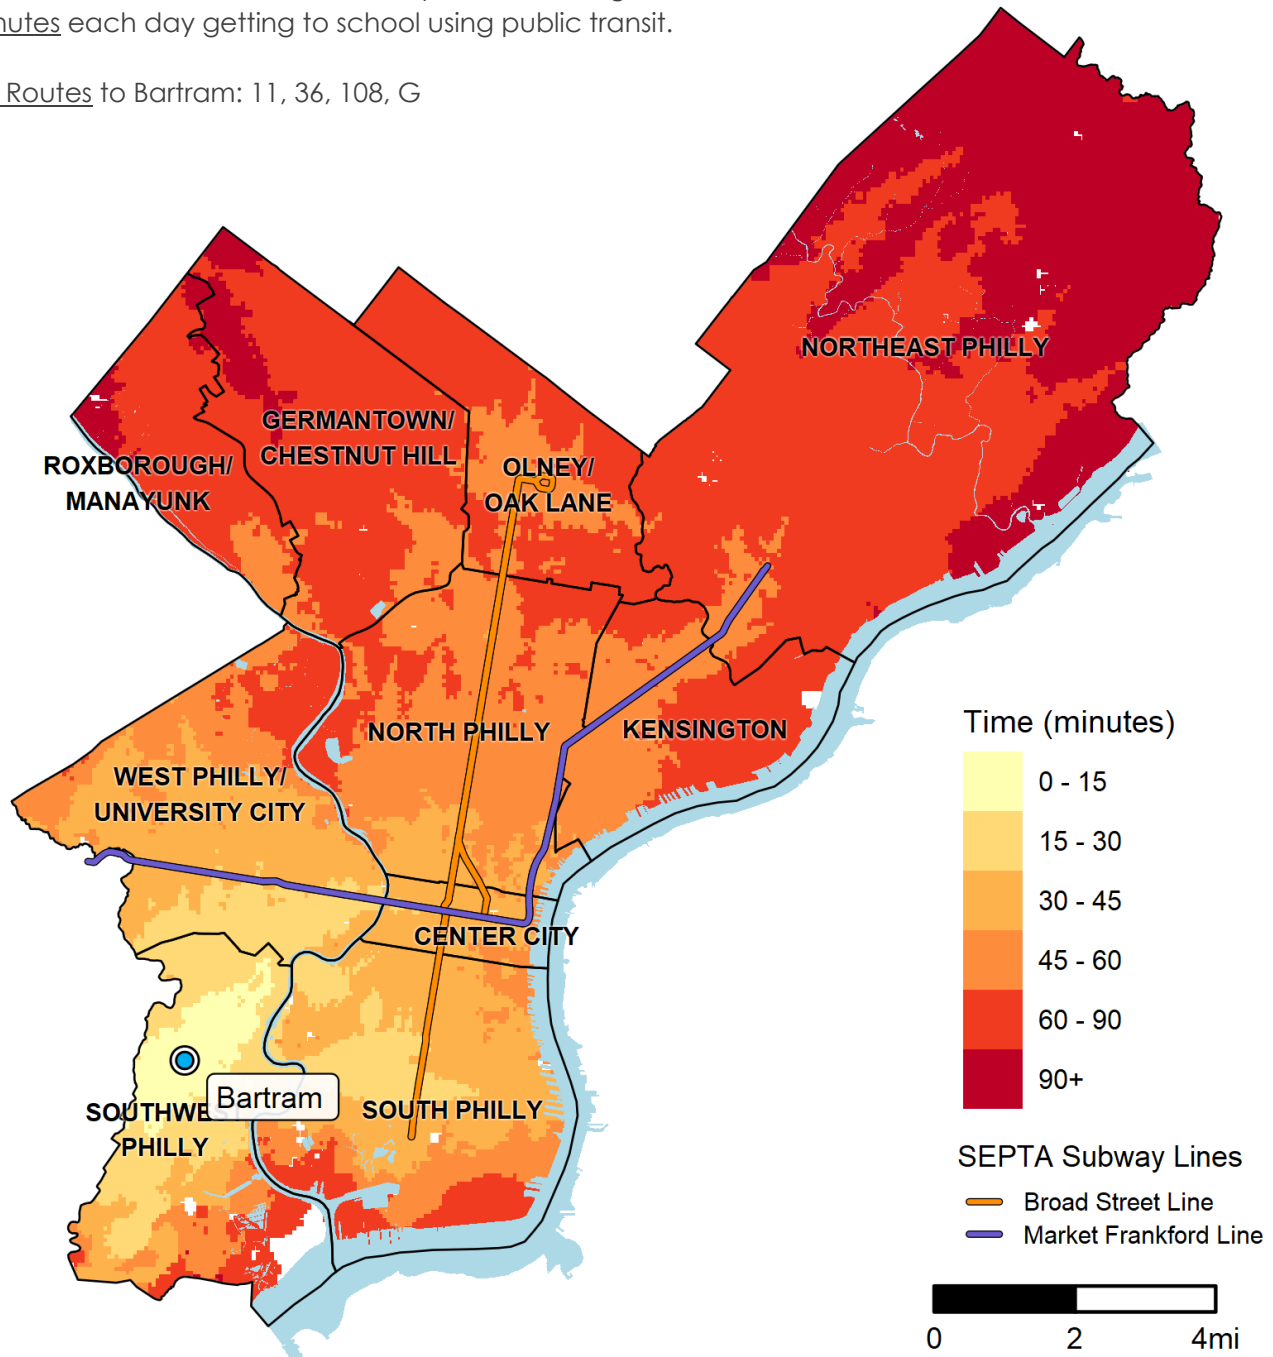 nutes each day getting to school using public transit.
Routes to Bartram: 11, 36, 108, G
NORTHEAST PHILLY
GERMANTOWN/
CHESTNUT HILL
ROXBOROUGH/
MANAYUNK
OLNEY/
OAK LANE
NORTH PHILLY
KENSINGTON
WEST PHILLY/
UNIVERSITY CITY
CENTER CITY
Bartram
SOUTHWES
PHILLY
SOUTH PHILLY
Time (minutes)
0 - 15
15 - 30
30 - 45
45 - 60
60 - 90
90+
SEPTA Subway Lines
Broad Street Line
Market Frankford Line
0 2 4mi